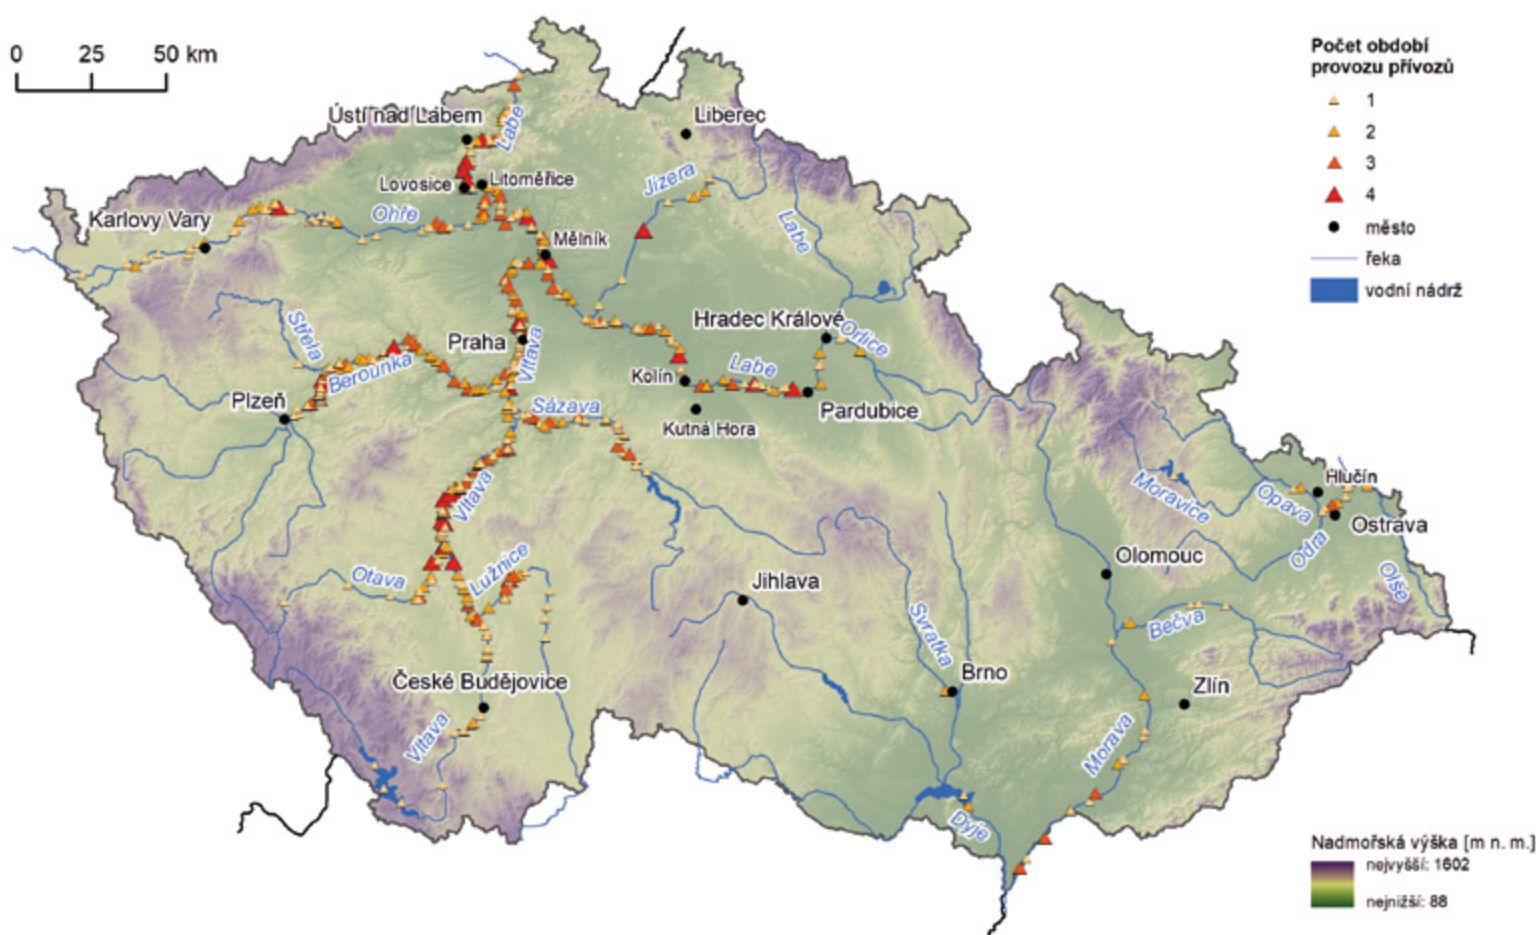 0 25 50 km
Počet období
provozu přívozů
1
2
3
4
město
řeka
vodní nádrž
Ústí nad Labem
Labe
Liberec
Lovosice
Litoměřice
Jizera
Karlovy Vary
Ohře
Labe
Mělník
Střela
Praha
Vltava
Hradec Králové
Orlice
Berounka
Kolín
Labe
Plzeň
Sázava
Pardubice
Kutná Hora
Vltava
Moravice
Opava
Hlučín
Ostrava
Odra
Olše
Otava
Lužnice
Jihlava
Olomouc
Bečva
Svratka
Brno
Zlín
České Budějovice
Vltava
Morava
Dyje
Nadmořská výška [m n. m.]
nejvyšší: 1602
nejnižší: 88